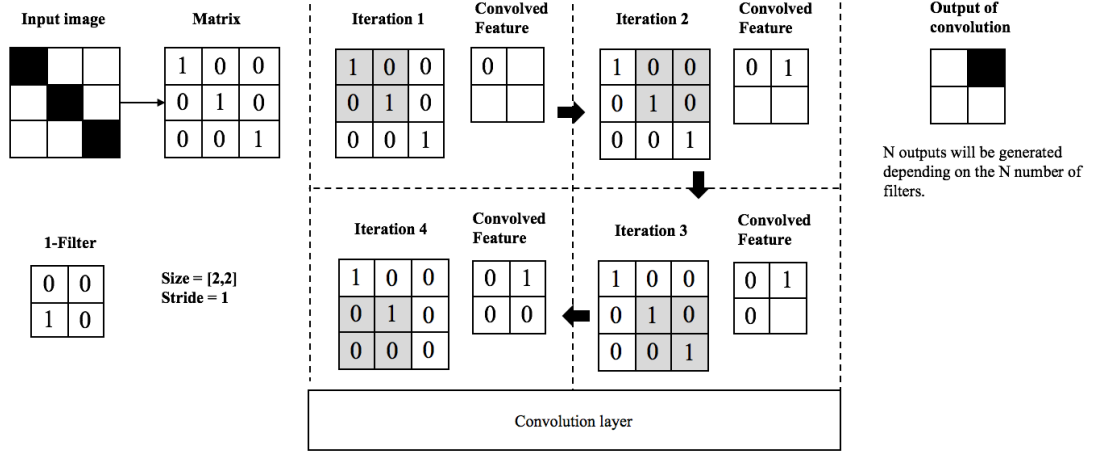 Input image
Matrix
1 0 0
0 1 0
0 0 1
Iteration 1
1 0 0
0 1 0
0 0 1
Convolved
Feature
0
Iteration 2
1 0 0
0 1 0
0 0 1
Convolved
Feature
0 1
Output of
convolution
N outputs will be generated
depending on the N number of
filters.
1-Filter
0 0
1 0
Size = [2,2]
Stride = 1
Iteration 4
1 0 0
0 1 0
0 0 0
Convolved
Feature
0 1
0 0
Iteration 3
1 0 0
0 1 0
0 0 1
Convolved
Feature
0 1
0
Convolution layer